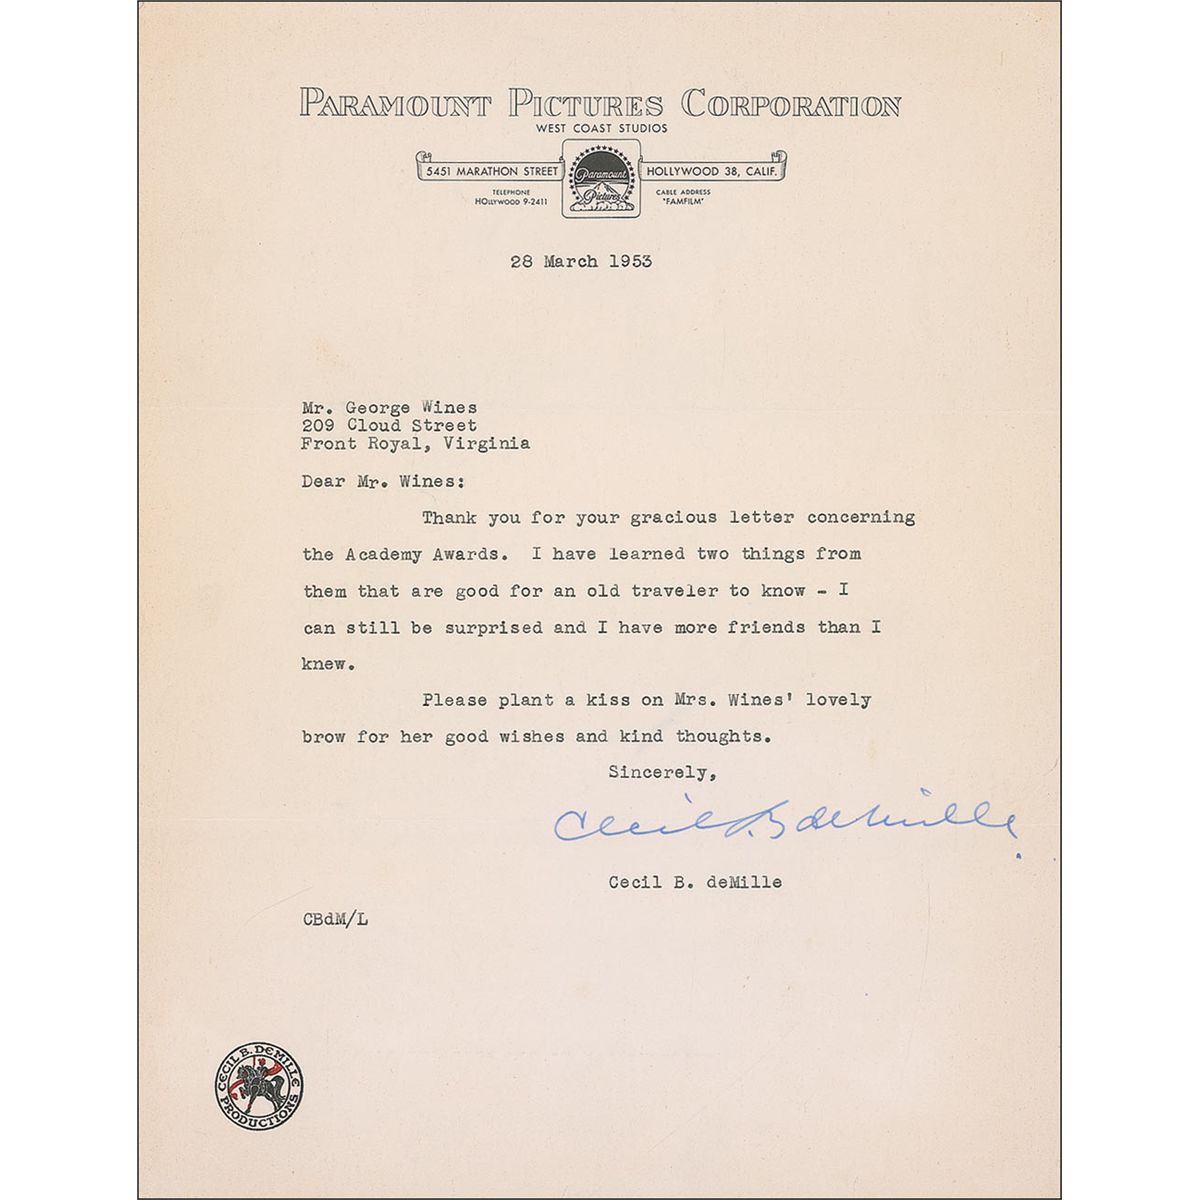 PARAMOUNT PICTURES CORPORATION
WEST COAST STUDIOS
5451 MARATHON STREET
Paramount
Pictures
HOLLYWOOD 38, CALIF.
TELEPHONE
HOLLYWOOD 9-2411
CABLE ADDRESS
"FAMFILM"
28 March 1953
Mr. George Wines
209 Cloud Street
Front Royal, Virginia
Dear Mr. Wines:
Thank you for your gracious letter concerning
the Academy Awards. I have learned two things from
them that are good for an old traveler to know - I
can still be surprised and I have more friends than I
knew.
Please plant a kiss on Mrs. Wines' lovely
brow for her good wishes and kind thoughts.
Sincerely,
Cecil B deMille
Cecil B. deMille
CBdM/L
CECIL B. DEMILLE
PRODUCTIONS